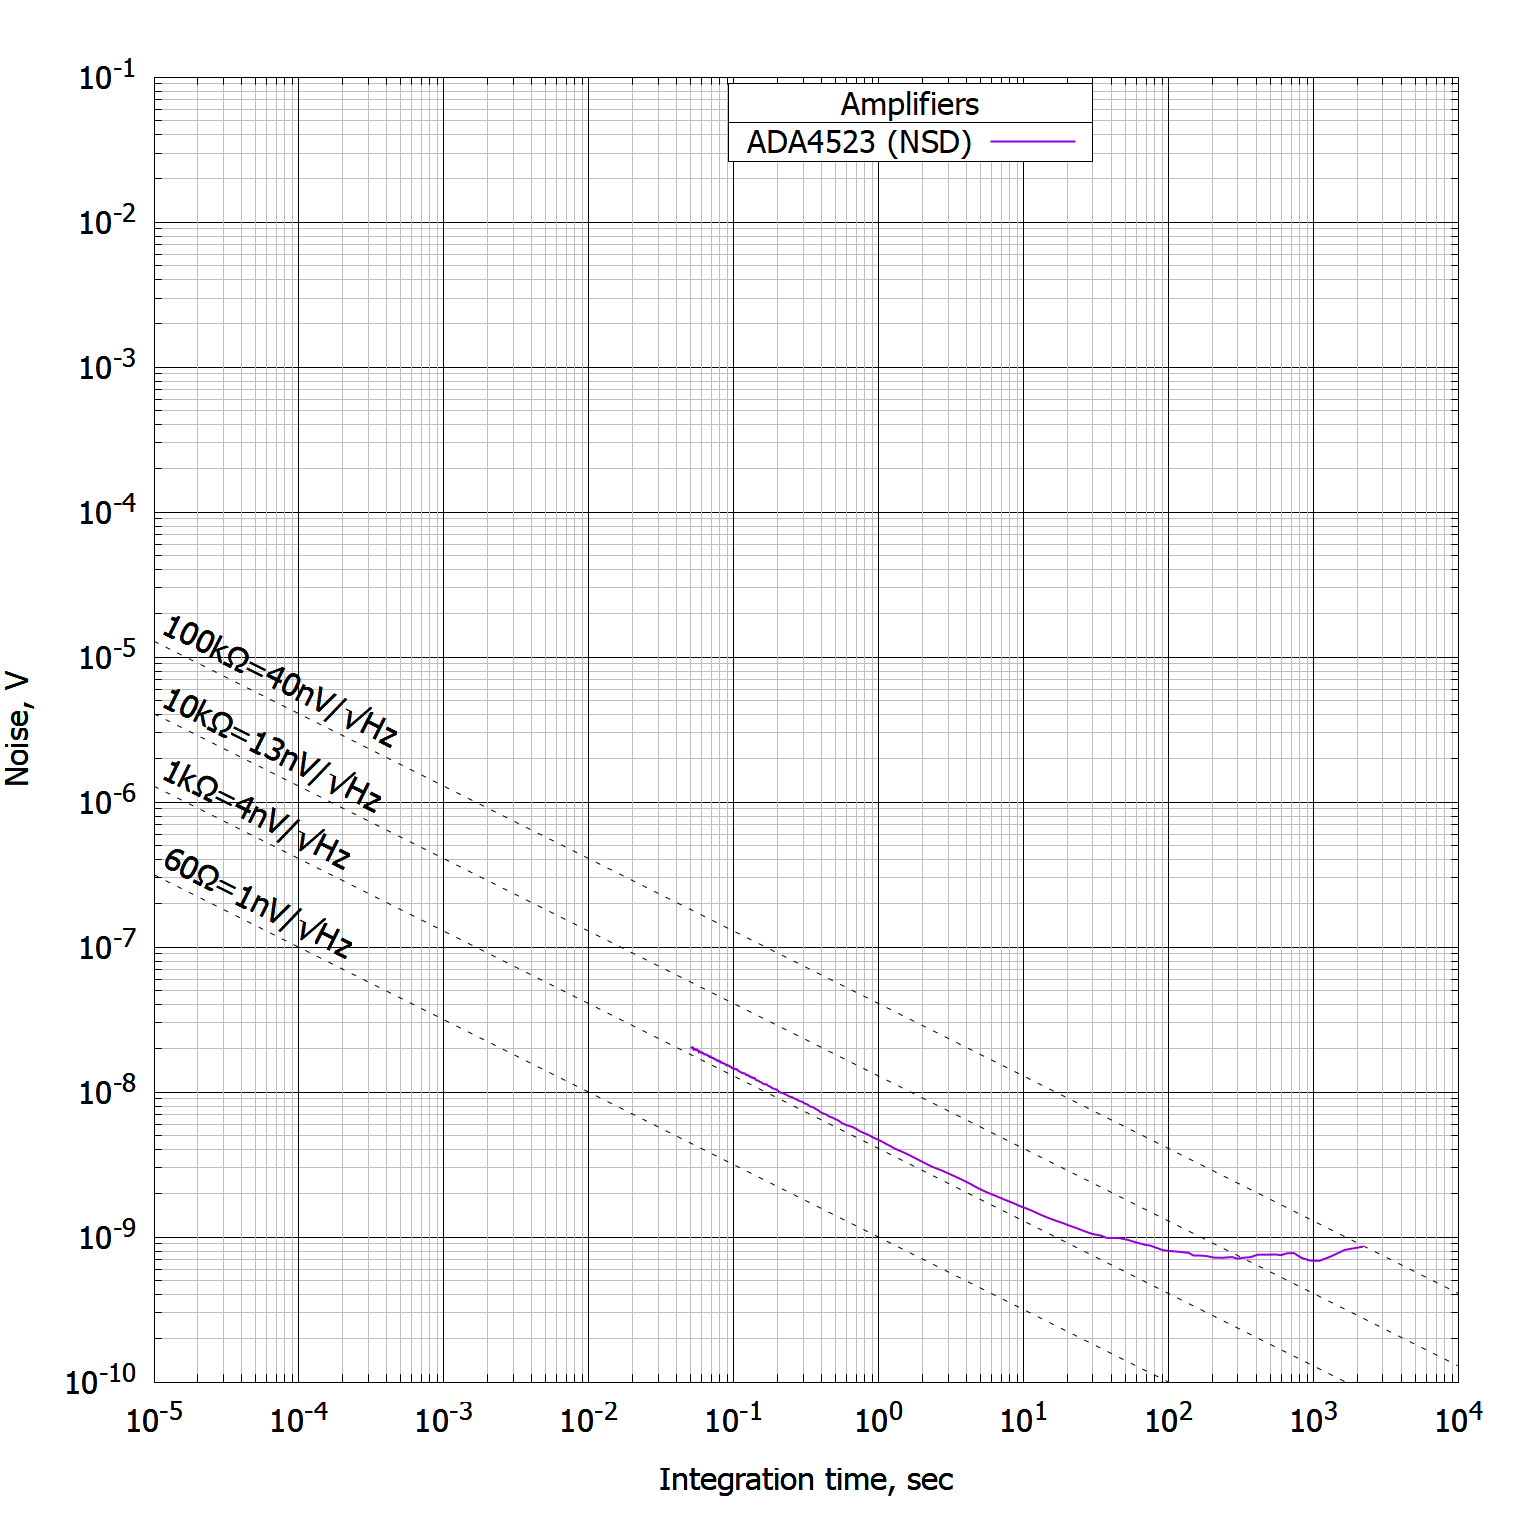 Amplifiers
ADA4523 (NSD)
10-1
10-2
10-3
10-4
10-5
10-6
10-7
10-8
10-9
10-10
Noise, V
100kΩ=40nV/√Hz
10kΩ=13nV/√Hz
1kΩ=4nV/√Hz
60Ω=1nV/√Hz
10-5 10-4 10-3 10-2 10-1 100 101 102 103 104
Integration time, sec